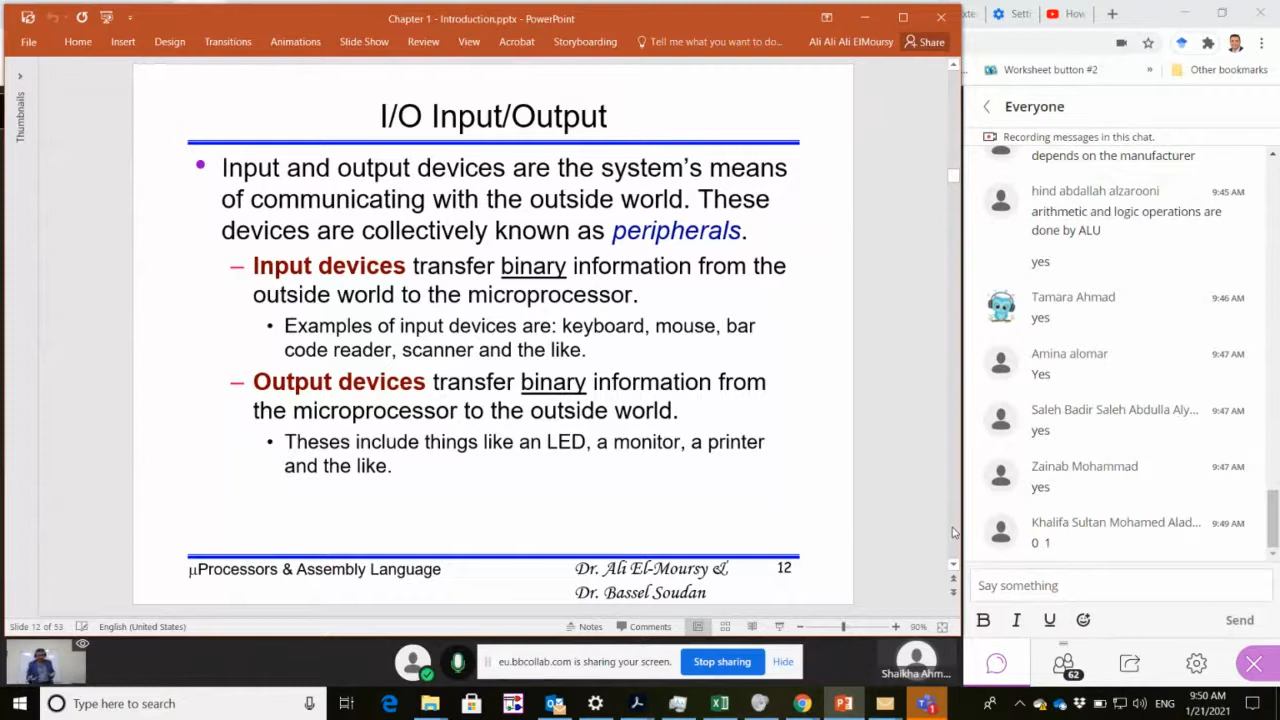 Chapter 1 - Introduction.pptx - PowerPoint
File Home Insert Design Transitions Animations Slide Show Review View Acrobat Storyboarding Tell me what you want to do... Ali Ali Ali ElMoursy Share
Thumbnails
I/O Input/Output
• Input and output devices are the system's means
of communicating with the outside world. These
devices are collectively known as peripherals.
– Input devices transfer binary information from the
outside world to the microprocessor.
• Examples of input devices are: keyboard, mouse, bar
code reader, scanner and the like.
– Output devices transfer binary information from
the microprocessor to the outside world.
• Theses include things like an LED, a monitor, a printer
and the like.
µProcessors & Assembly Language
Dr. Ali El-Moursy &
Dr. Bassel Soudan
12
Slide 12 of 53 English (United States) Notes Comments 90%
Setti How
Worksheet button #2 » Other bookmarks
Everyone
Recording messages in this chat.
depends on the manufacturer
hind abdallah alzarooni 9:45 AM
arithmetic and logic operations are
done by ALU
yes
Tamara Ahmad 9:46 AM
yes
Amina alomar 9:47 AM
Yes
Saleh Badir Saleh Abdulla Aly... 9:47 AM
yes
Zainab Mohammad 9:47 AM
yes
Khalifa Sultan Mohamed Alad... 9:49 AM
0 1
Say something
B I U Send
62
eu.bbcollab.com is sharing your screen. Stop sharing Hide
Shaikha Ahm...
Type here to search
ENG
9:50 AM
1/21/2021